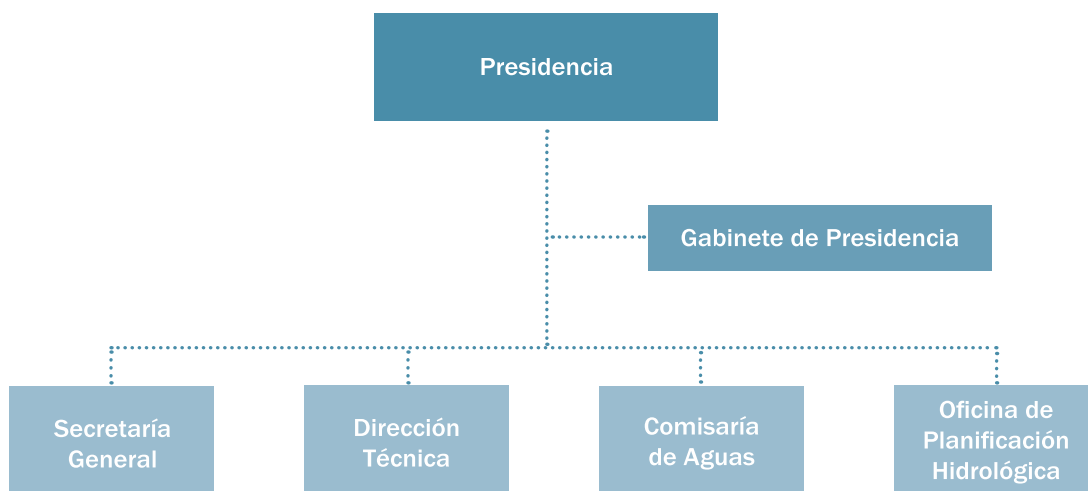 Presidencia
Gabinete de Presidencia
Secretaría
General
Dirección
Técnica
Comisaría
de Aguas
Oficina de
Planificación
Hidrológica